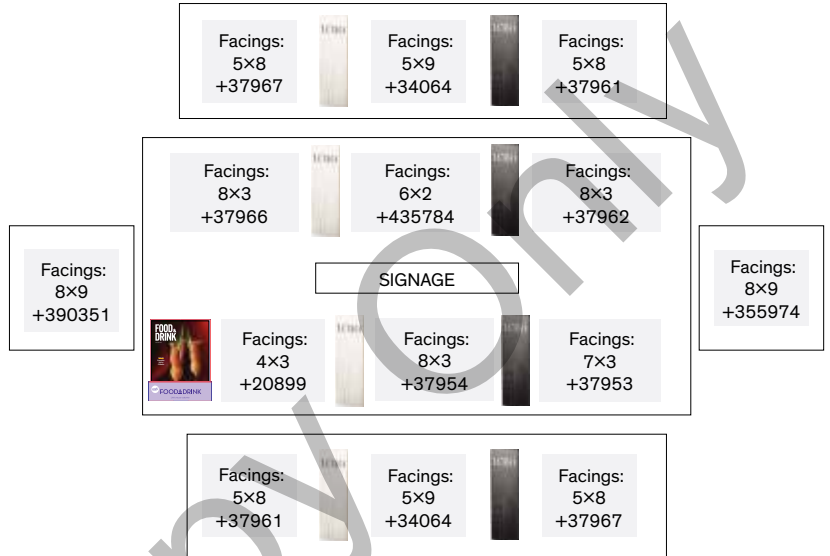 Facings:
5×8
+37967
Facings:
5×9
+34064
Facings:
5×8
+37961
Facings:
8×3
+37966
Facings:
6×2
+435784
Facings:
8×3
+37962
Facings:
8×9
+390351
SIGNAGE
Facings:
8×9
+355974
FOOD&
DRINK
FOOD&DRINK
Facings:
4×3
+20899
Facings:
8×3
+37954
Facings:
7×3
+37953
Facings:
5×8
+37961
Facings:
5×9
+34064
Facings:
5×8
+37967
py Only